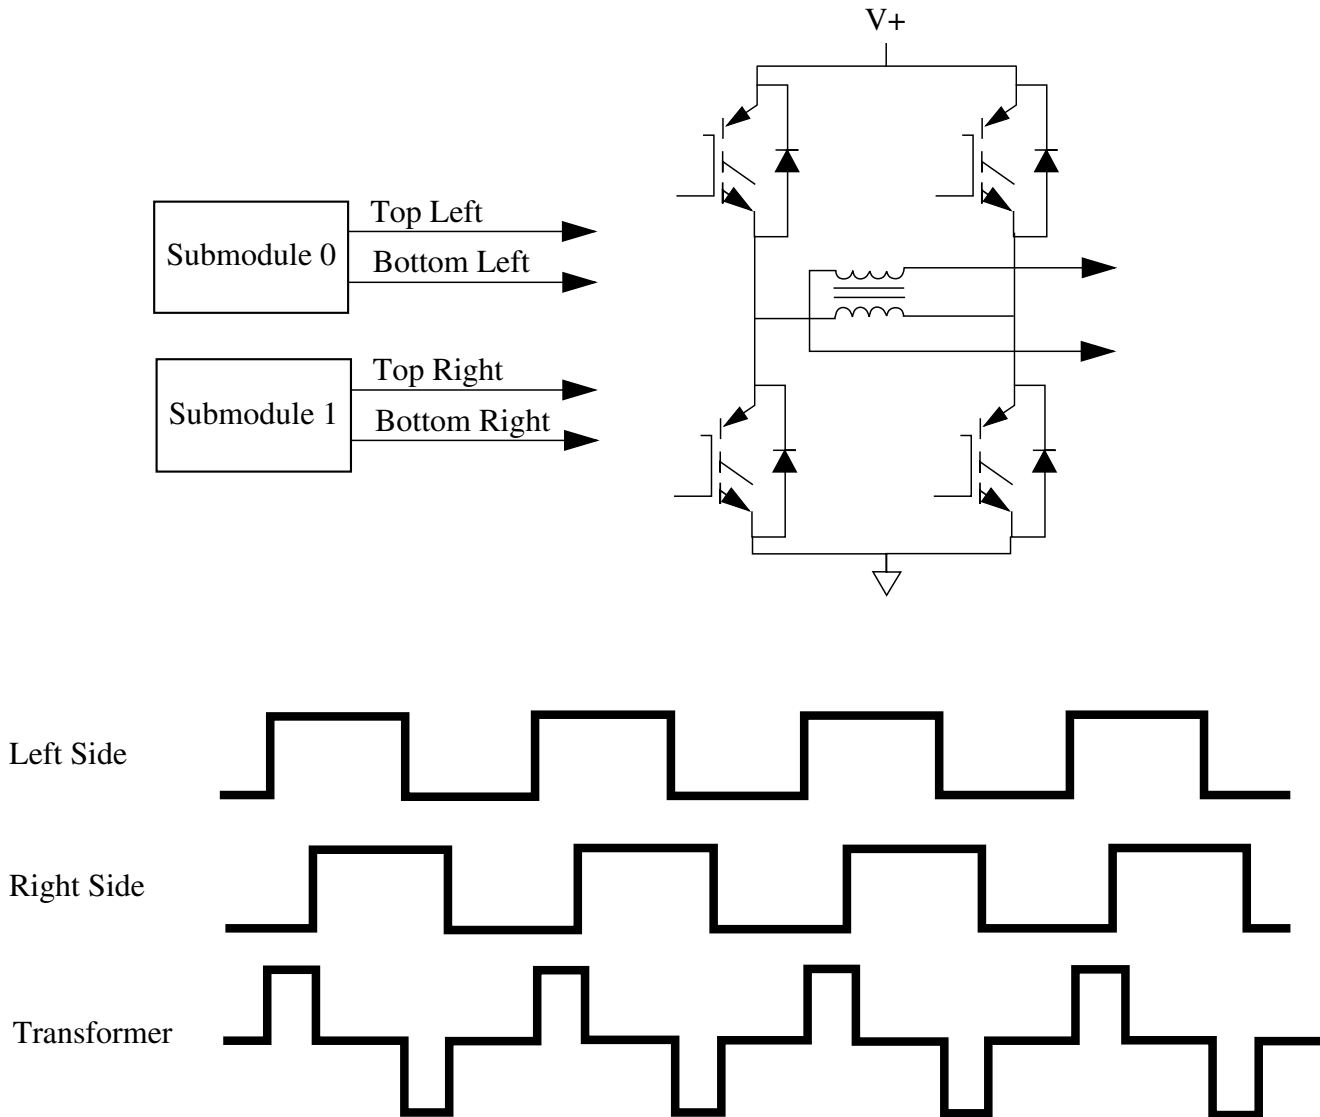 V+
Top Left
Submodule 0
Bottom Left
Top Right
Submodule 1
Bottom Right
Left Side
Right Side
Transformer